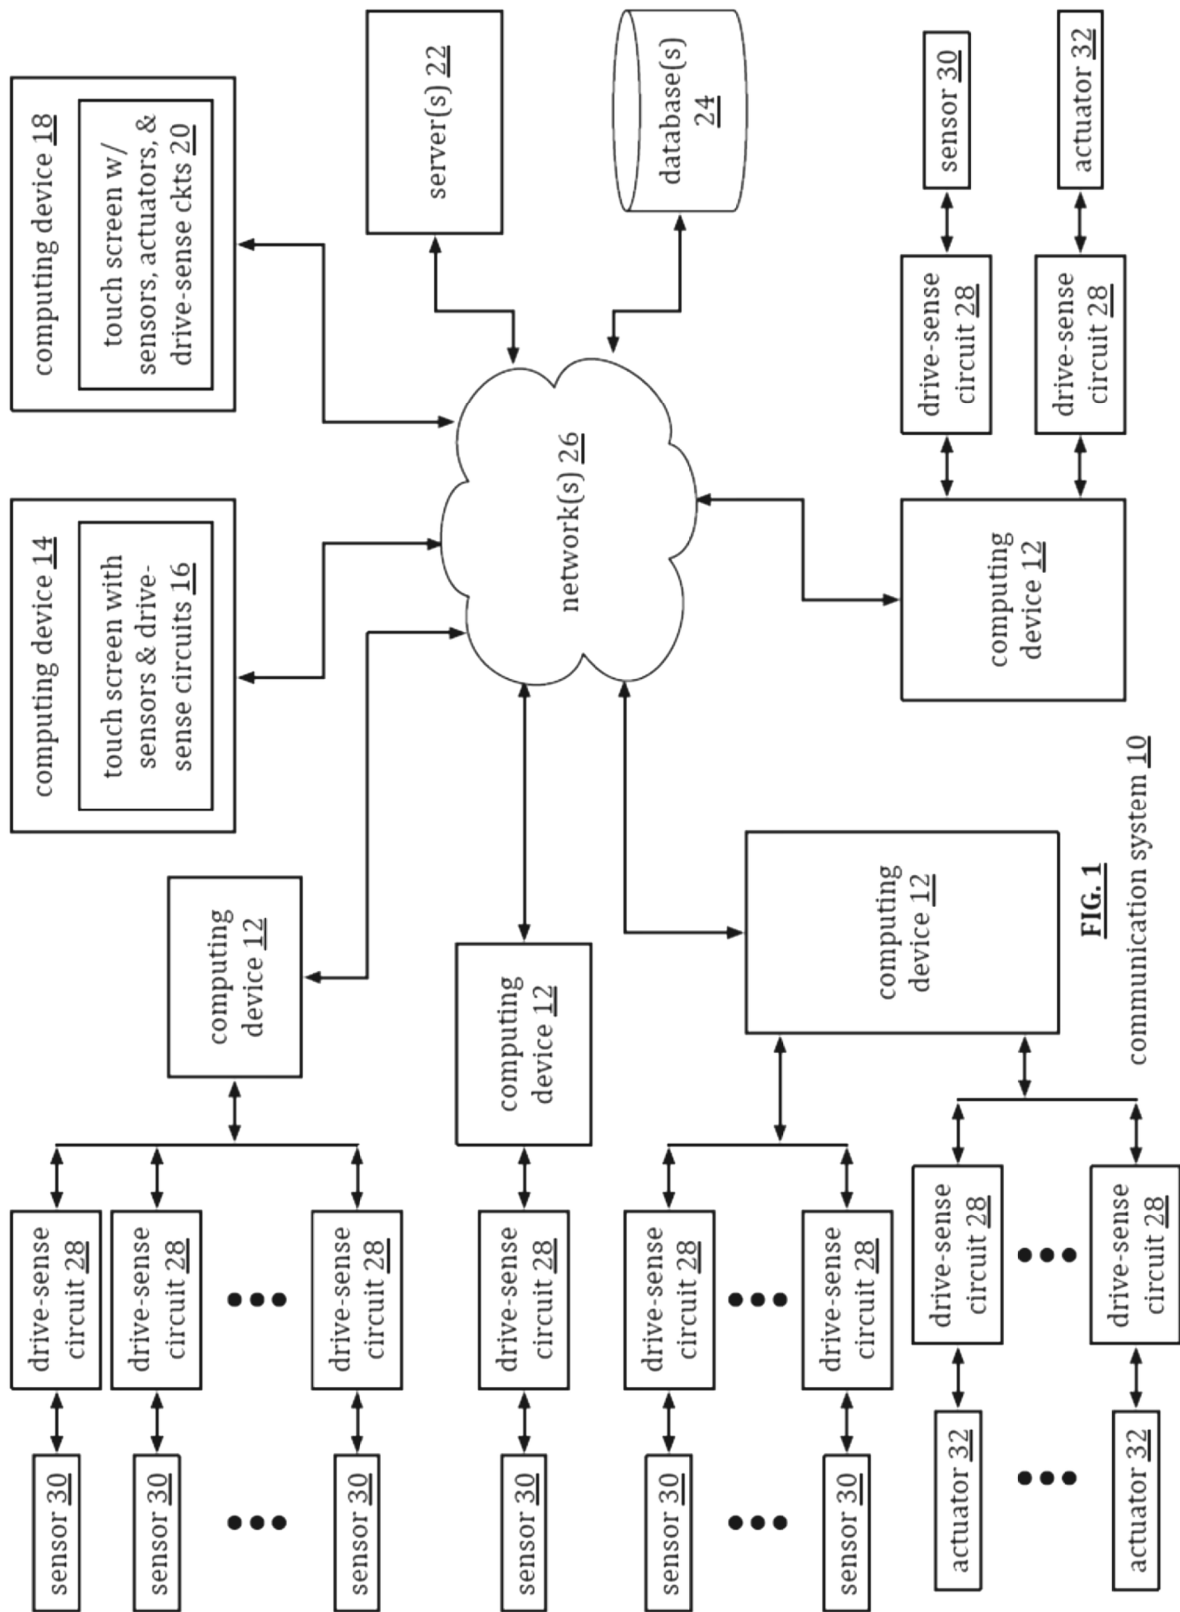 computing device 14
touch screen with
sensors & drive-
sense circuits 16
computing device 18
touch screen w/
sensors, actuators, &
drive-sense ckts 20
sensor 30
drive-sense
circuit 28
sensor 30
drive-sense
circuit 28
sensor 30
drive-sense
circuit 28
computing
device 12
server(s) 22
sensor 30
drive-sense
circuit 28
computing
device 12
network(s) 26
database(s)
24
sensor 30
drive-sense
circuit 28
sensor 30
drive-sense
circuit 28
computing
device 12
actuator 32
drive-sense
circuit 28
actuator 32
drive-sense
circuit 28
computing
device 12
drive-sense
circuit 28
sensor 30
drive-sense
circuit 28
actuator 32
FIG. 1
communication system 10